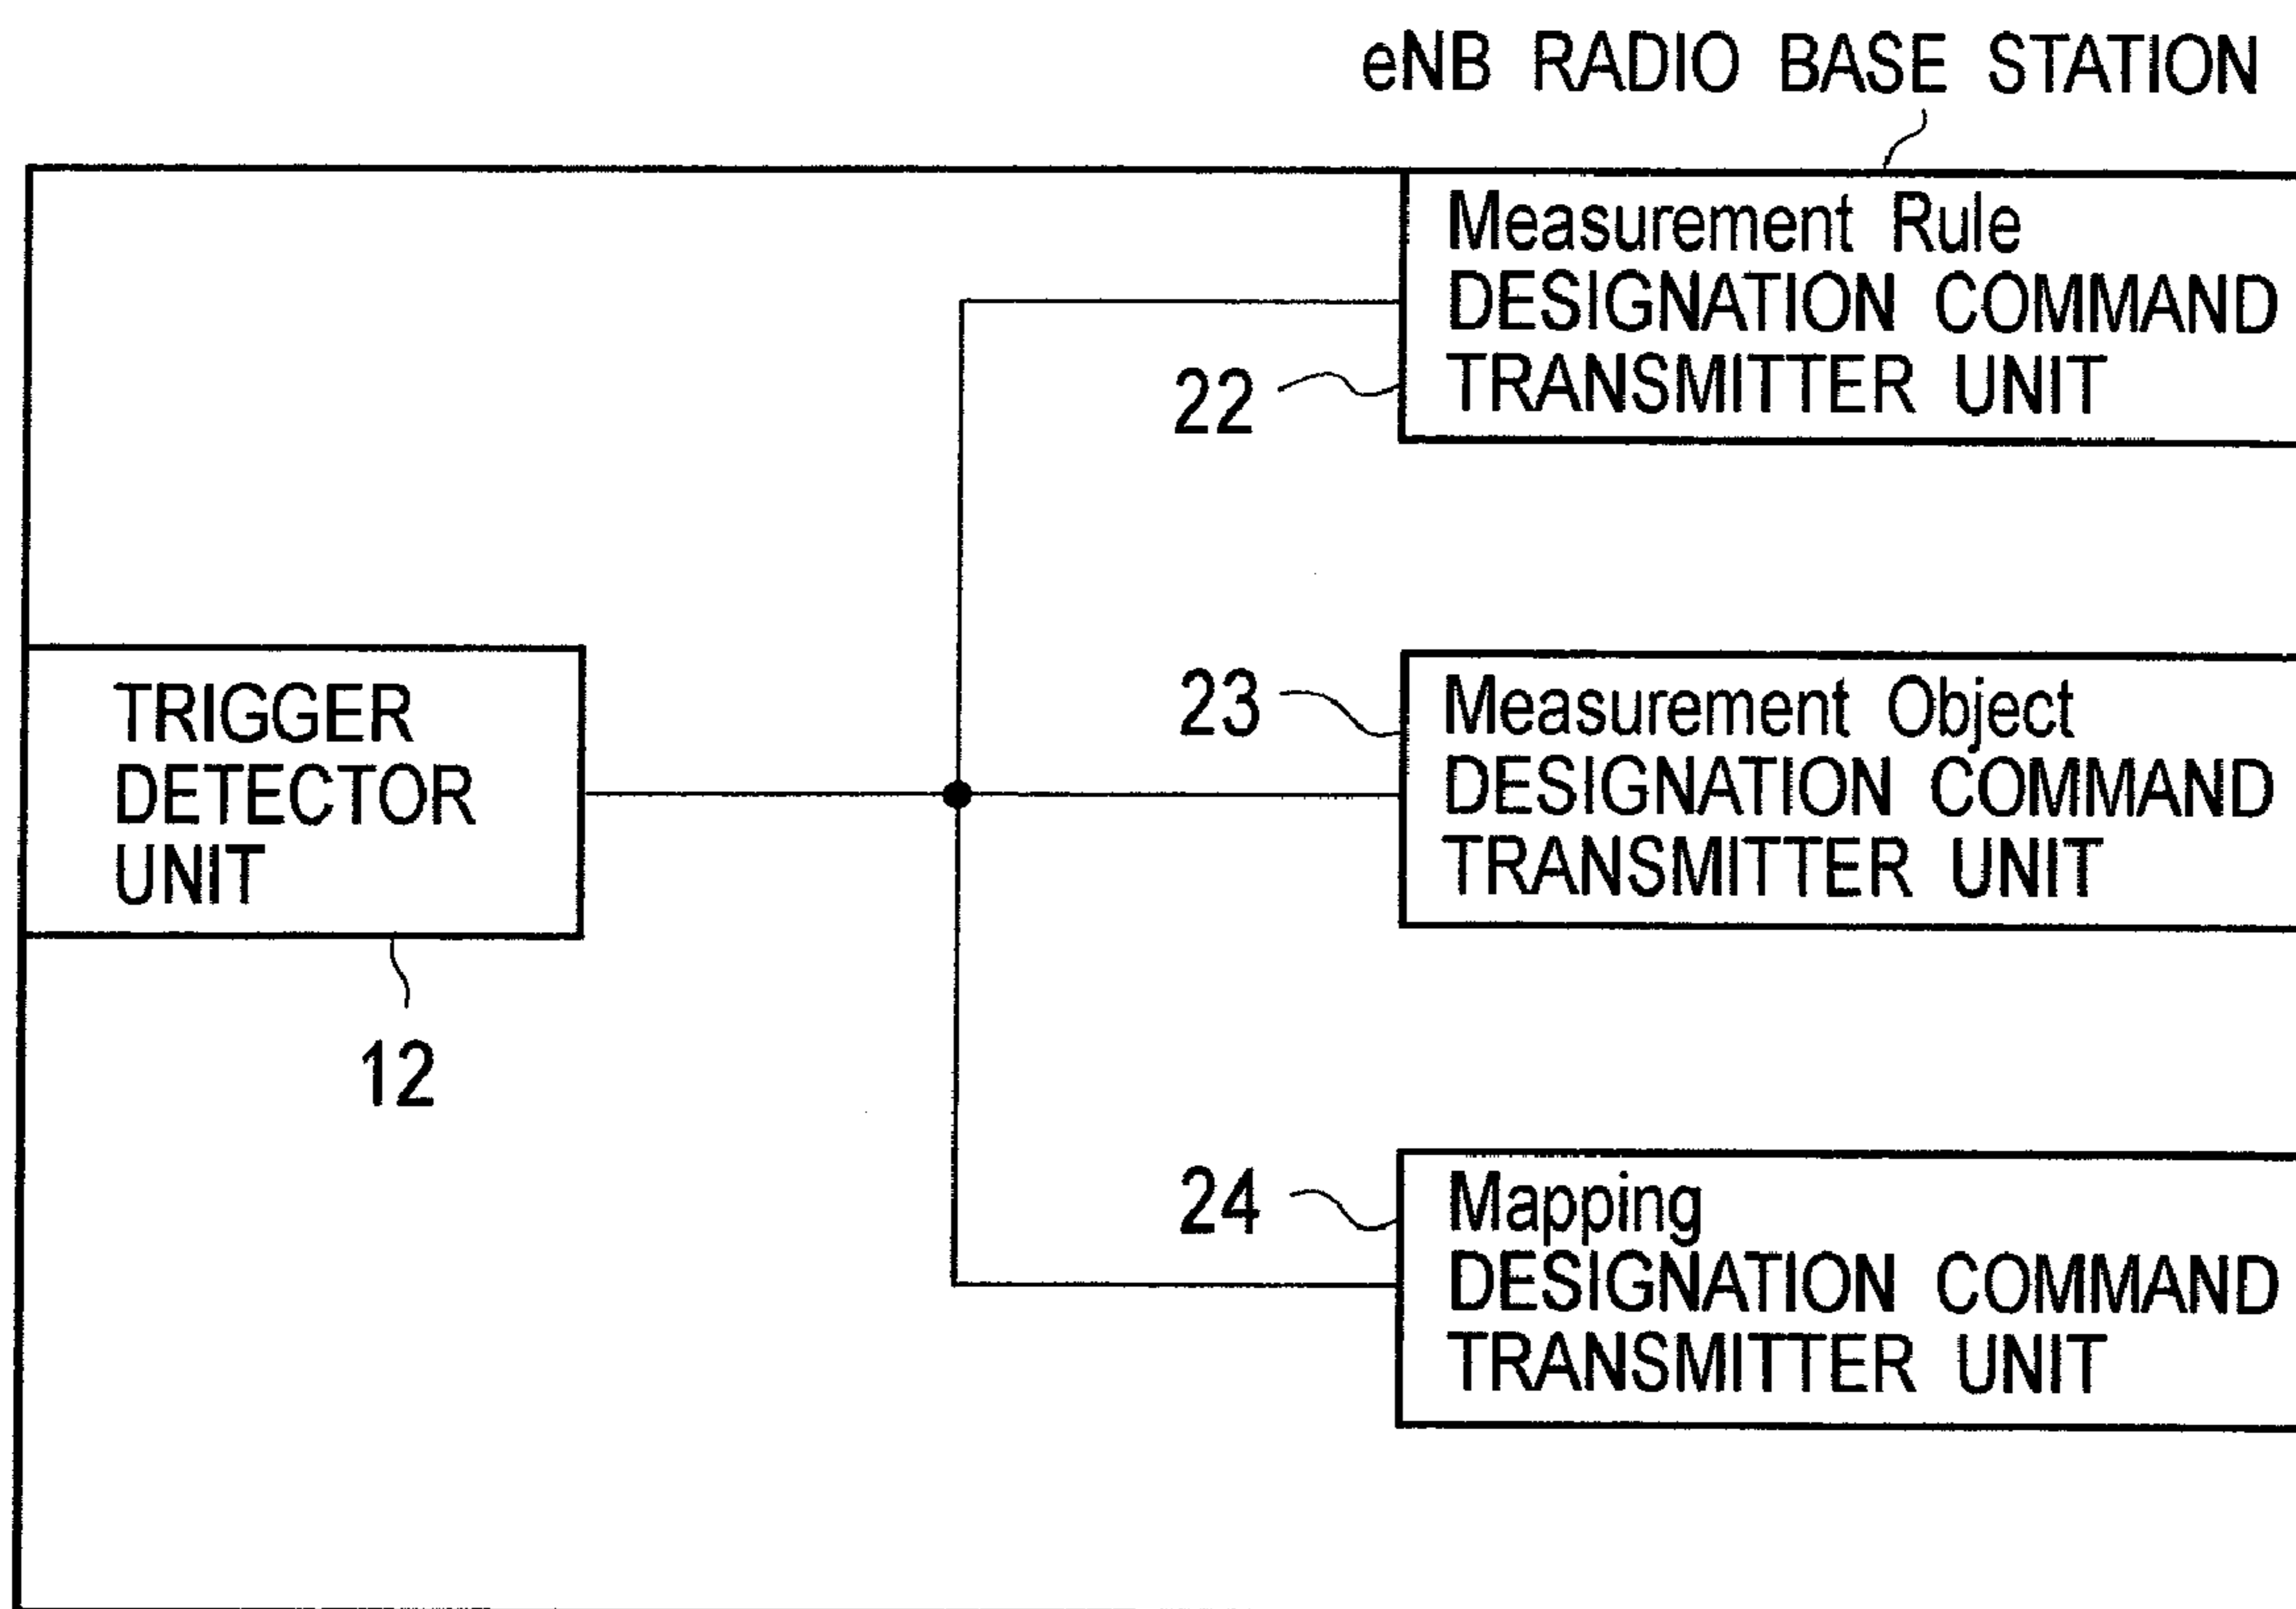 eNB RADIO BASE STATION
Measurement Rule
DESIGNATION COMMAND
TRANSMITTER UNIT
22
TRIGGER
DETECTOR
UNIT
12
23
Measurement Object
DESIGNATION COMMAND
TRANSMITTER UNIT
24
Mapping
DESIGNATION COMMAND
TRANSMITTER UNIT